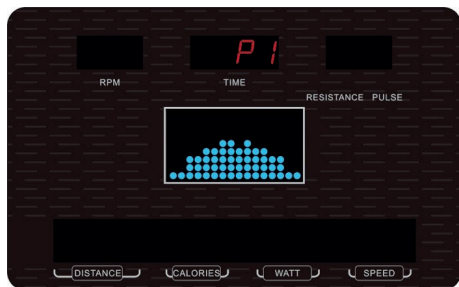 P1
RPM
TIME
RESISTANCE PULSE
DISTANCE
CALORIES
WATT
SPEED